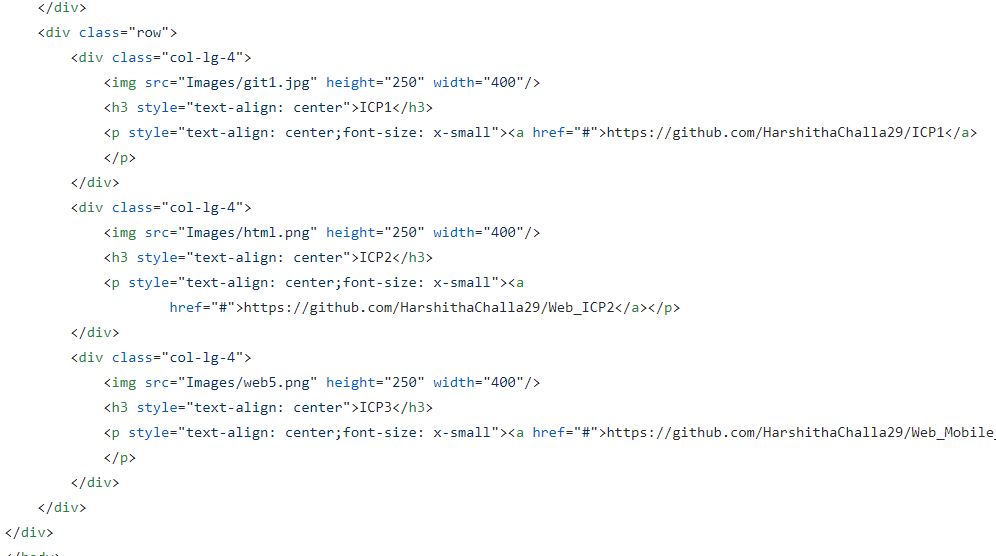 </div>
<div class="row">
<div class="col-lg-4">
<img src="Images/git1.jpg" height="250" width="400"/>
<h3 style="text-align: center">ICP1</h3>
<p style="text-align: center;font-size: x-small"><a href="#">https://github.com/HarshithaChalla29/ICP1</a>
</p>
</div>
<div class="col-lg-4">
<img src="Images/html.png" height="250" width="400"/>
<h3 style="text-align: center">ICP2</h3>
<p style="text-align: center;font-size: x-small"><a
href="#">https://github.com/HarshithaChalla29/Web_ICP2</a></p>
</div>
<div class="col-lg-4">
<img src="Images/web5.png" height="250" width="400"/>
<h3 style="text-align: center">ICP3</h3>
<p style="text-align: center;font-size: x-small"><a href="#">https://github.com/HarshithaChalla29/Web_Mobile_
</p>
</div>
</div>
</div>
</body>